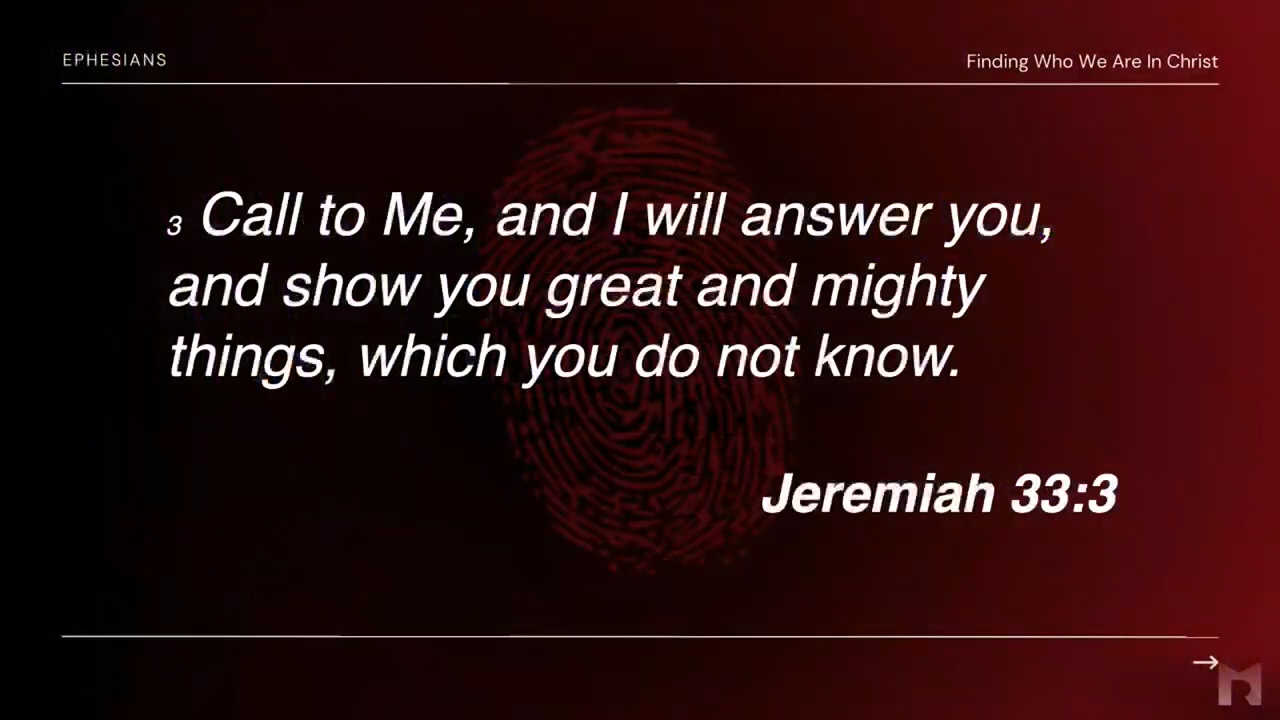 EPHESIANS
Finding Who We Are In Christ
3 Call to Me, and I will answer you,
and show you great and mighty
things, which you do not know.
Jeremiah 33:3